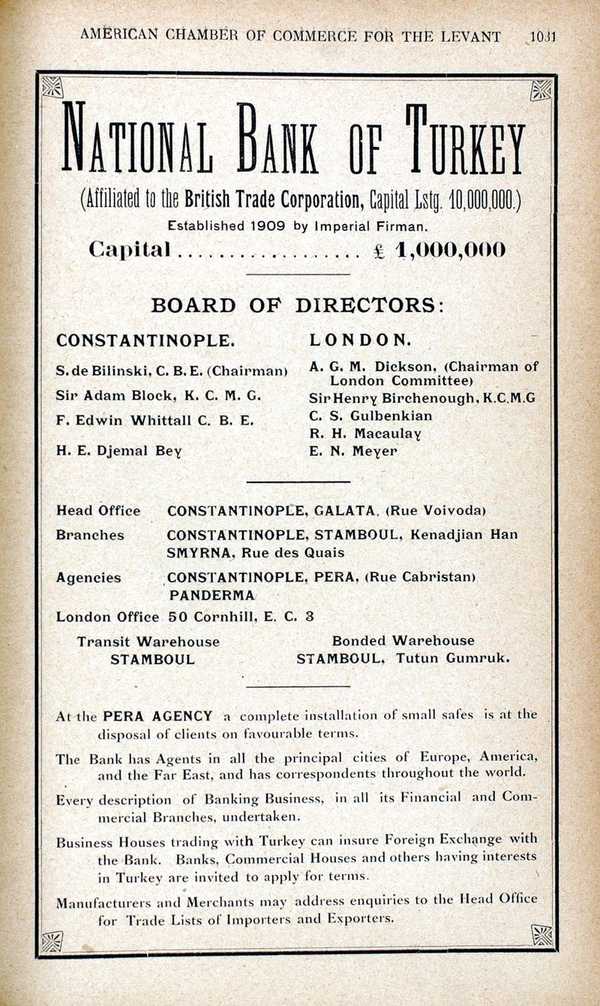 AMERICAN CHAMBER OF COMMERCE FOR THE LEVANT 1031
NATIONAL BANK OF TURKEY
(Affiliated to the British Trade Corporation, Capital Lstg. 10,000,000.)
Established 1909 by Imperial Firman.
Capital .................. £ 1,000,000
BOARD OF DIRECTORS:
CONSTANTINOPLE.
S. de Bilinski, C. B. E. (Chairman)
Sir Adam Block, K. C. M. G.
F. Edwin Whittall C. B. E.
H. E. Djemal Bey
LONDON.
A. G. M. Dickson, (Chairman of
London Committee)
Sir Henry Birchenough, K.C.M.G
C. S. Gulbenkian
R. H. Macaulay
E. N. Meyer
Head Office CONSTANTINOPLE, GALATA, (Rue Voivoda)
Branches CONSTANTINOPLE, STAMBOUL, Kenadjian Han
SMYRNA, Rue des Quais
Agencies CONSTANTINOPLE, PERA, (Rue Cabristan)
PANDERMA
London Office 50 Cornhill, E. C. 3
Transit Warehouse
STAMBOUL
Bonded Warehouse
STAMBOUL, Tutun Gumruk.
At the PERA AGENCY a complete installation of small safes is at the
disposal of clients on favourable terms.
The Bank has Agents in all the principal cities of Europe, America,
and the Far East, and has correspondents throughout the world.
Every description of Banking Business, in all its Financial and Com-
mercial Branches, undertaken.
Business Houses trading with Turkey can insure Foreign Exchange with
the Bank. Banks, Commercial Houses and others having interests
in Turkey are invited to apply for terms.
Manufacturers and Merchants may address enquiries to the Head Office
for Trade Lists of Importers and Exporters.